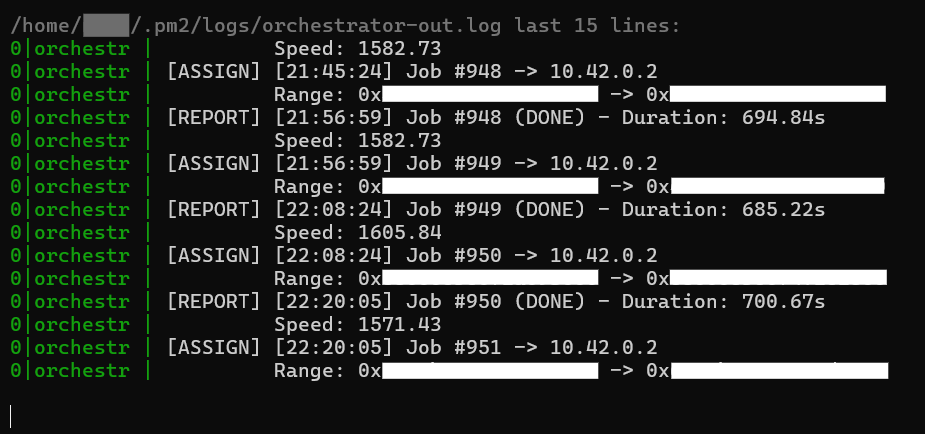 /home/ /.pm2/logs/orchestrator-out.log last 15 lines:
0|orchestr | Speed: 1582.73
0|orchestr | [ASSIGN] [21:45:24] Job #948 -> 10.42.0.2
0|orchestr | Range: 0x -> 0x
0|orchestr | [REPORT] [21:56:59] Job #948 (DONE) - Duration: 694.84s
0|orchestr | Speed: 1582.73
0|orchestr | [ASSIGN] [21:56:59] Job #949 -> 10.42.0.2
0|orchestr | Range: 0x -> 0x
0|orchestr | [REPORT] [22:08:24] Job #949 (DONE) - Duration: 685.22s
0|orchestr | Speed: 1605.84
0|orchestr | [ASSIGN] [22:08:24] Job #950 -> 10.42.0.2
0|orchestr | Range: 0x -> 0x
0|orchestr | [REPORT] [22:20:05] Job #950 (DONE) - Duration: 700.67s
0|orchestr | Speed: 1571.43
0|orchestr | [ASSIGN] [22:20:05] Job #951 -> 10.42.0.2
0|orchestr | Range: 0x -> 0x